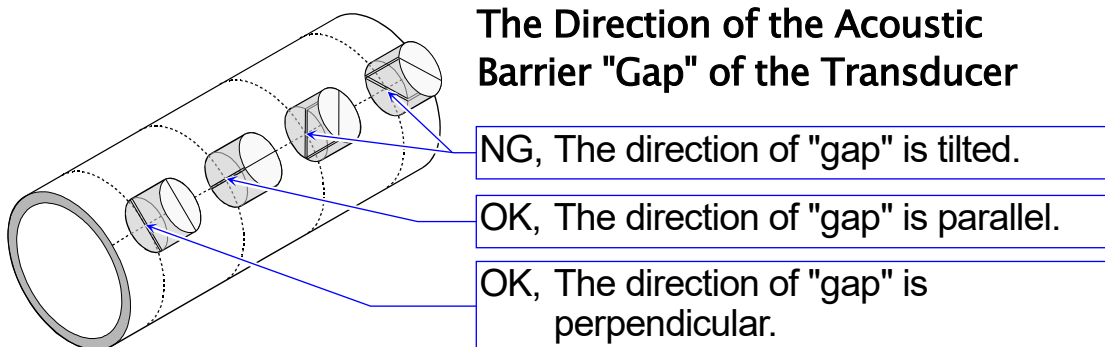 The Direction of the Acoustic
Barrier "Gap" of the Transducer
NG, The direction of "gap" is tilted.
OK, The direction of "gap" is parallel.
OK, The direction of "gap" is
perpendicular.